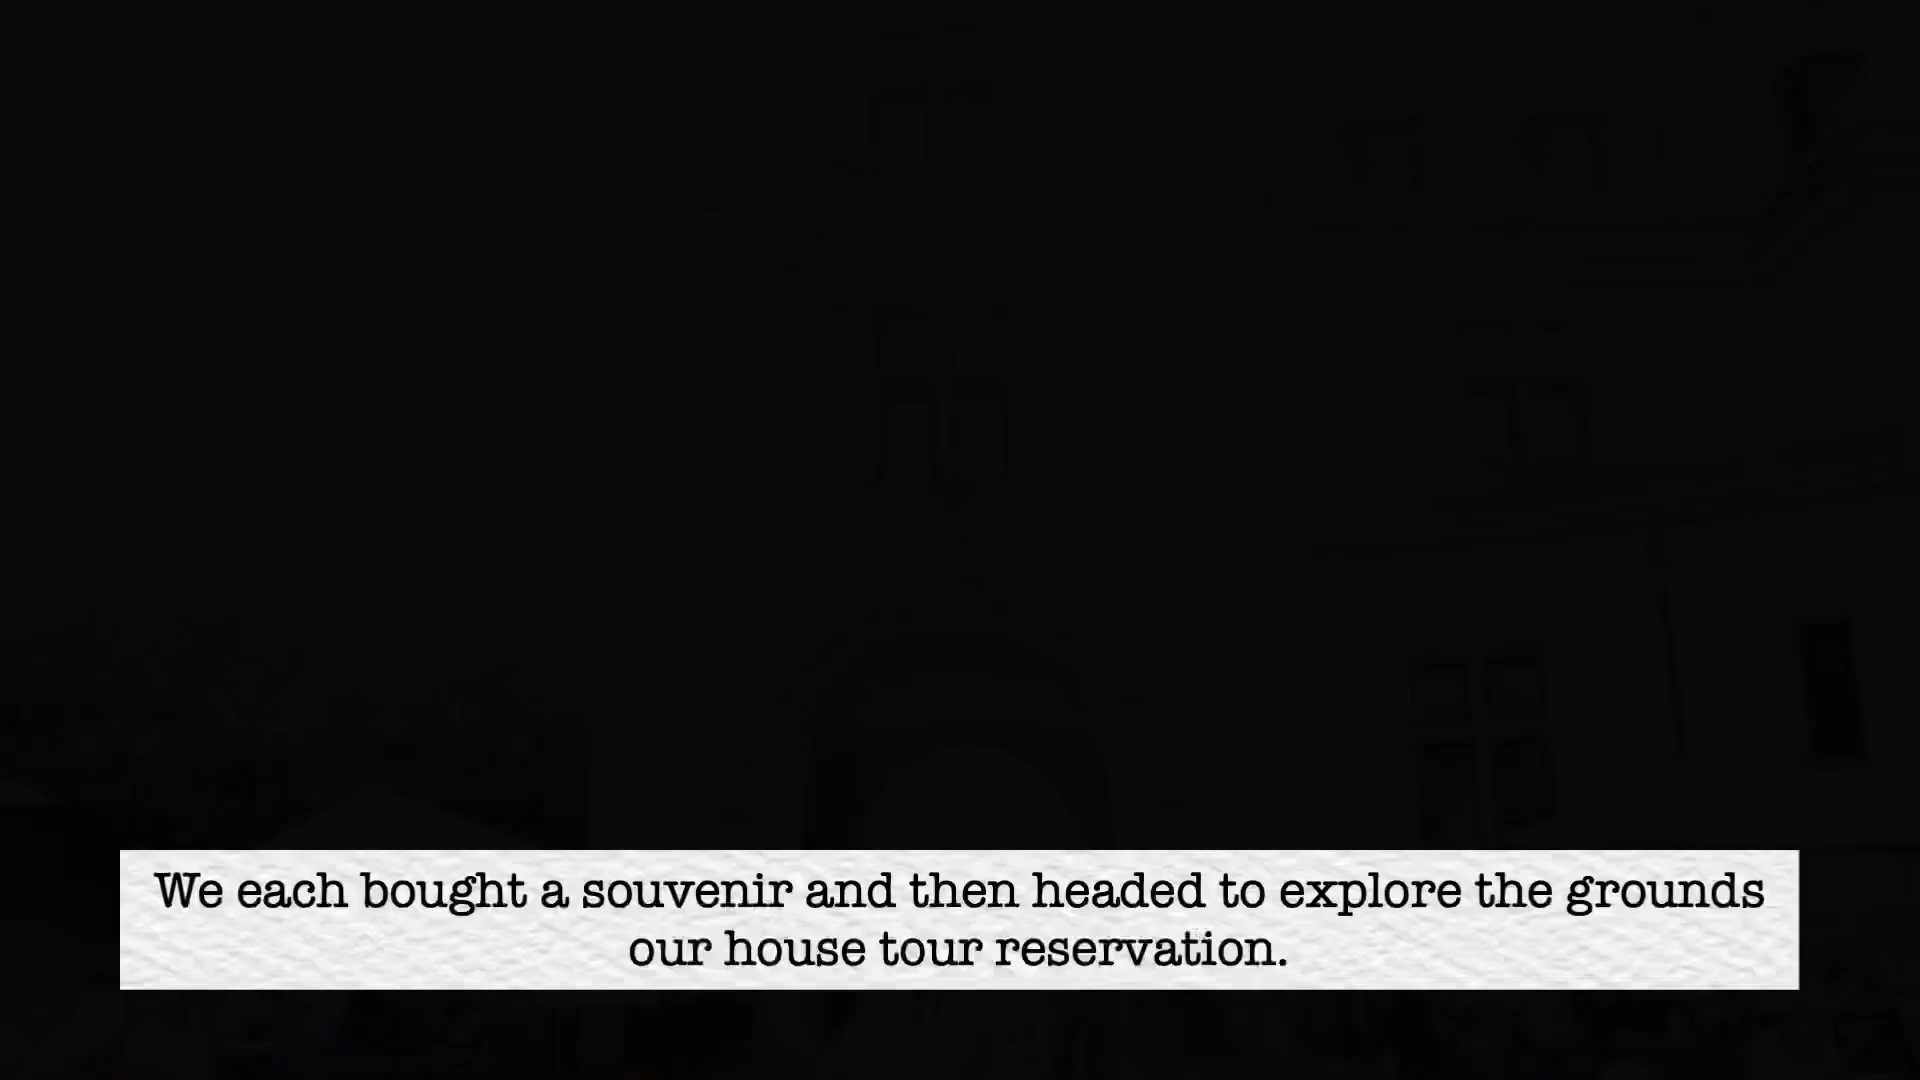 We each bought a souvenir and then headed to explore the grounds
our house tour reservation.